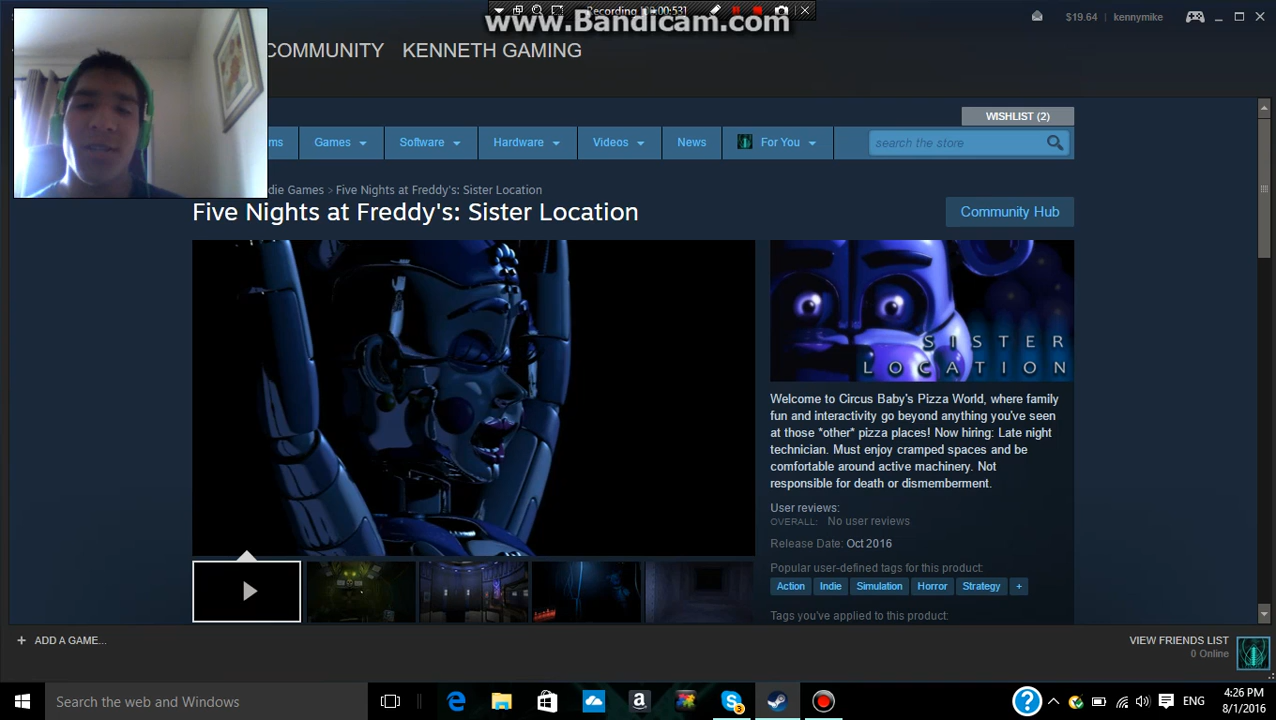 Recording [00:00:53]
www.Bandicam.com
$19.64 kennymike
COMMUNITY KENNETH GAMING
WISHLIST (2)
Games Software Hardware Videos News For You search the store
Games > Five Nights at Freddy's: Sister Location
Five Nights at Freddy's: Sister Location
Community Hub
SISTER
LOCATION
Welcome to Circus Baby's Pizza World, where family
fun and interactivity go beyond anything you've seen
at those *other* pizza places! Now hiring: Late night
technician. Must enjoy cramped spaces and be
comfortable around active machinery. Not
responsible for death or dismemberment.
User reviews:
OVERALL: No user reviews
Release Date: Oct 2016
Popular user-defined tags for this product:
Action Indie Simulation Horror Strategy +
Tags you've applied to this product:
+ ADD A GAME...
VIEW FRIENDS LIST
0 Online
Search the web and Windows
ENG
4:26 PM
8/1/2016